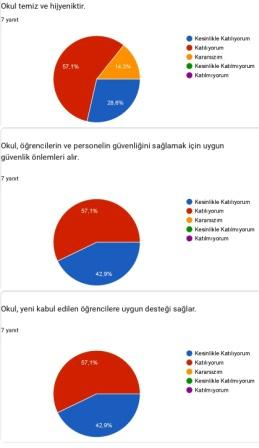 Okul temiz ve hijyeniktir.
7 yanıt
57,1%
14,3%
28,6%
Kesinlikle Katılıyorum
Katılıyorum
Kararsızım
Kesinlikle Katılmıyorum
Katılmıyorum
Okul, öğrencilerin ve personelin güvenliğini sağlamak için uygun
güvenlik önlemleri alır.
7 yanıt
57,1%
42,9%
Kesinlikle Katılıyorum
Katılıyorum
Kararsızım
Kesinlikle Katılmıyorum
Katılmıyorum
Okul, yeni kabul edilen öğrencilere uygun desteği sağlar.
7 yanıt
57,1%
42,9%
Kesinlikle Katılıyorum
Katılıyorum
Kararsızım
Kesinlikle Katılmıyorum
Katılmıyorum